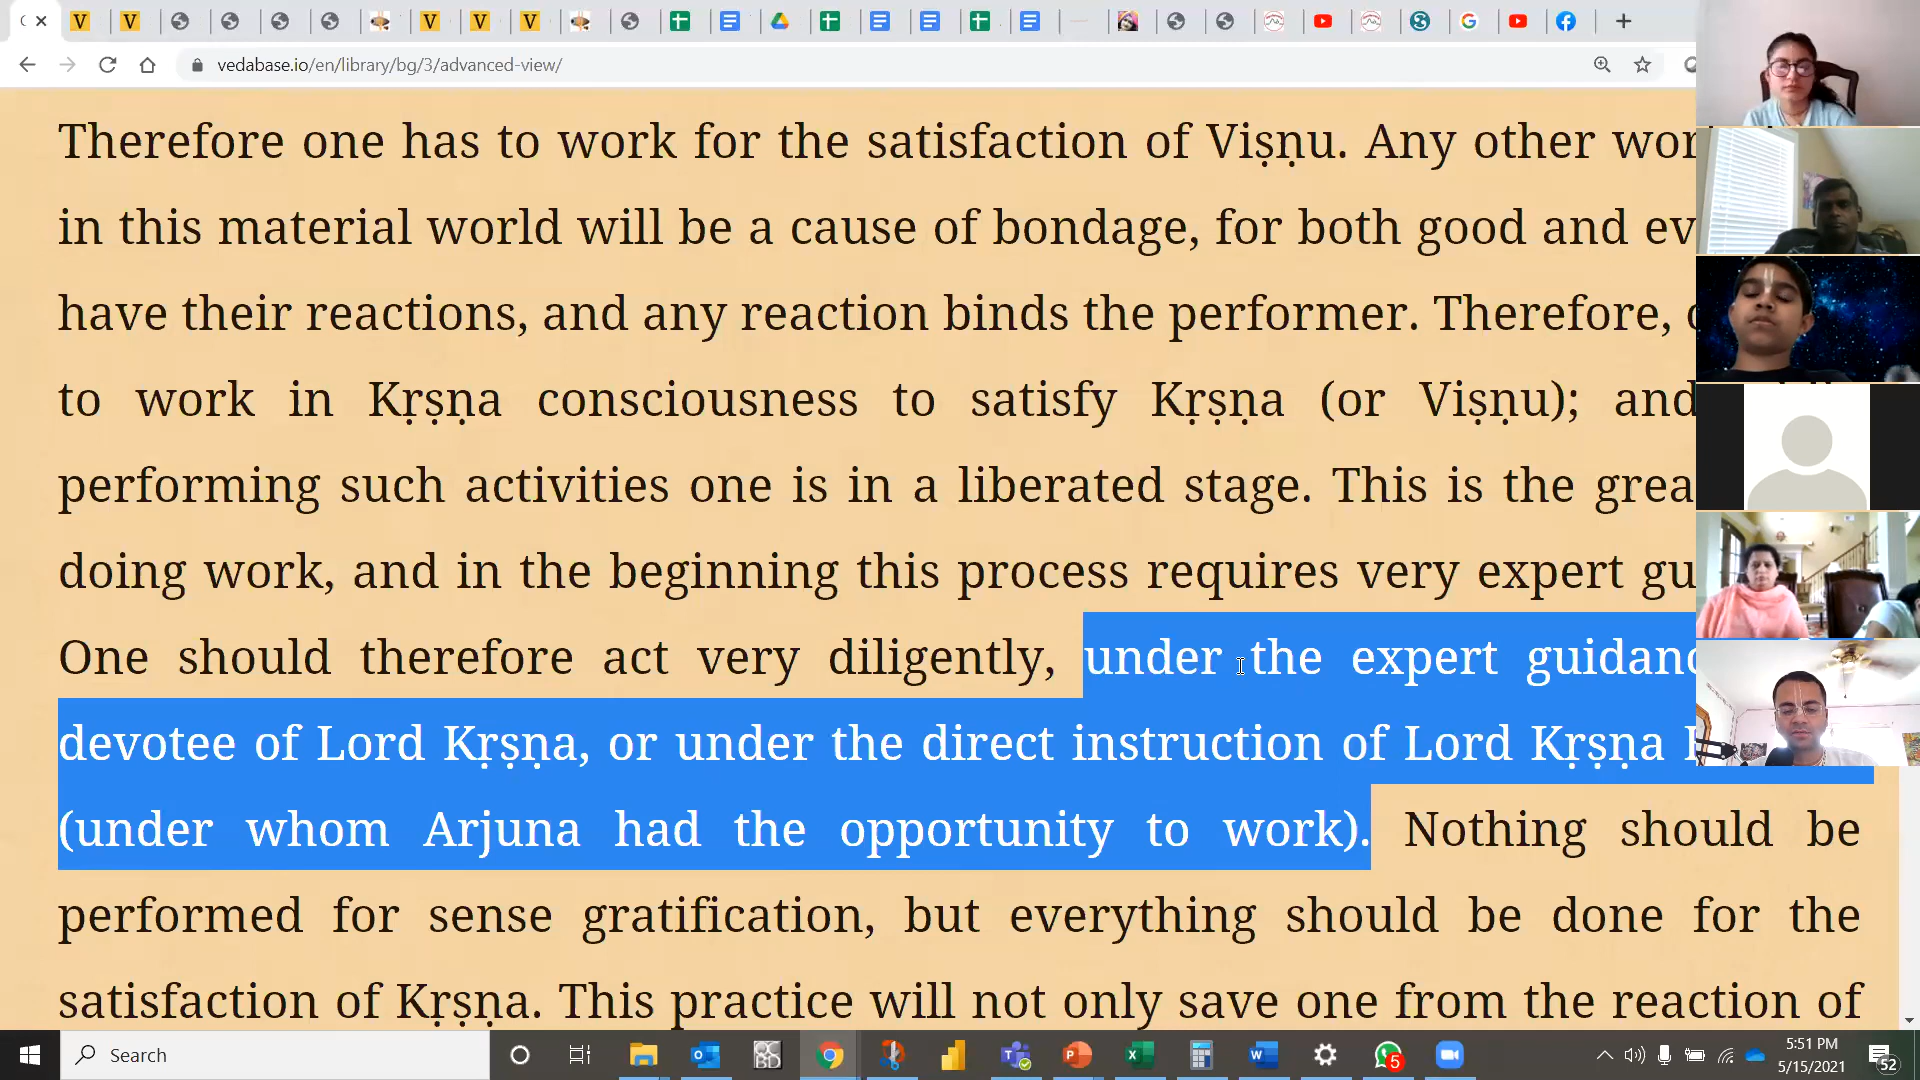 vedabase.io/en/library/bg/3/advanced-view/
Therefore one has to work for the satisfaction of Viṣṇu. Any other
in this material world will be a cause of bondage, for both good and
have their reactions, and any reaction binds the performer. Therefore,
to work in Kṛṣṇa consciousness to satisfy Kṛṣṇa (or Viṣṇu); and
performing such activities one is in a liberated stage. This is the
doing work, and in the beginning this process requires very expert
One should therefore act very diligently, under the expert
devotee of Lord Kṛṣṇa, or under the direct instruction of Lord Kṛṣṇa
(under whom Arjuna had the opportunity to work). Nothing should be
performed for sense gratification, but everything should be done for the
satisfaction of Kṛṣṇa. This practice will not only save one from the reaction of
Search
5
5:51 PM
5/15/2021
52